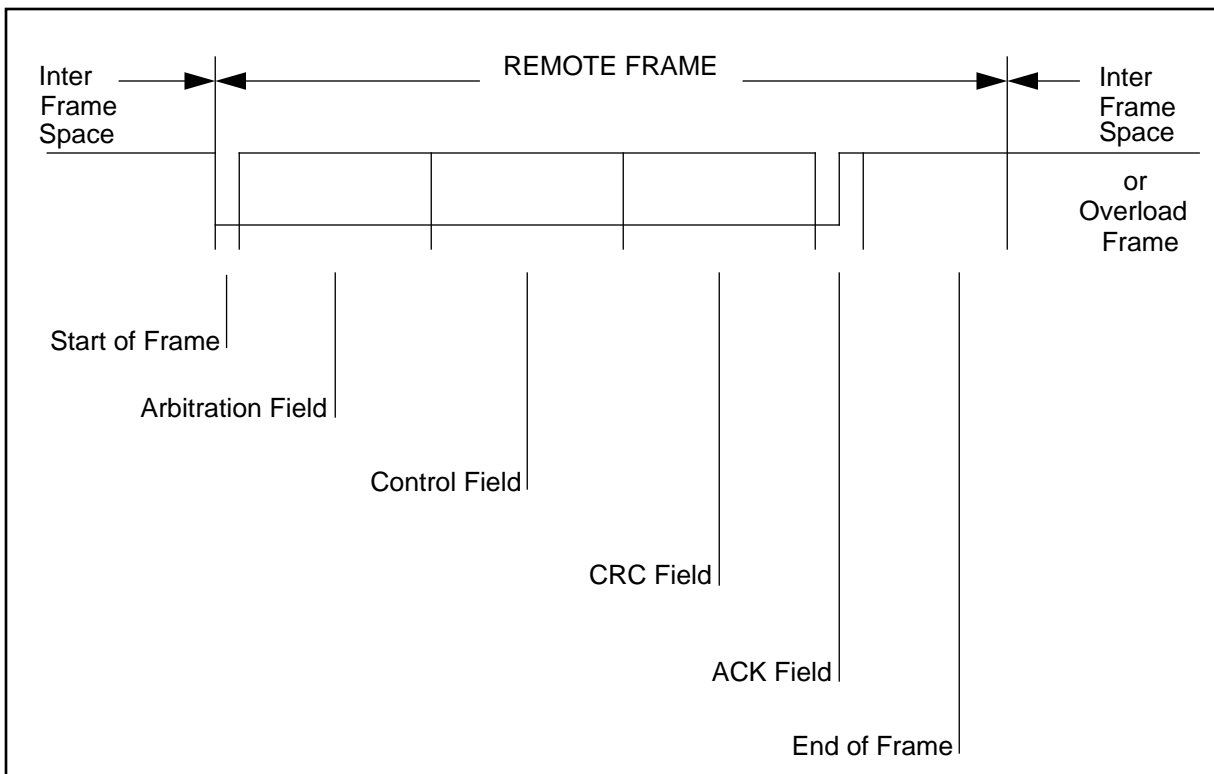 REMOTE FRAME
Inter
Frame
Space
Inter
Frame
Space
or
Overload
Frame
Start of Frame
Arbitration Field
Control Field
CRC Field
ACK Field
End of Frame